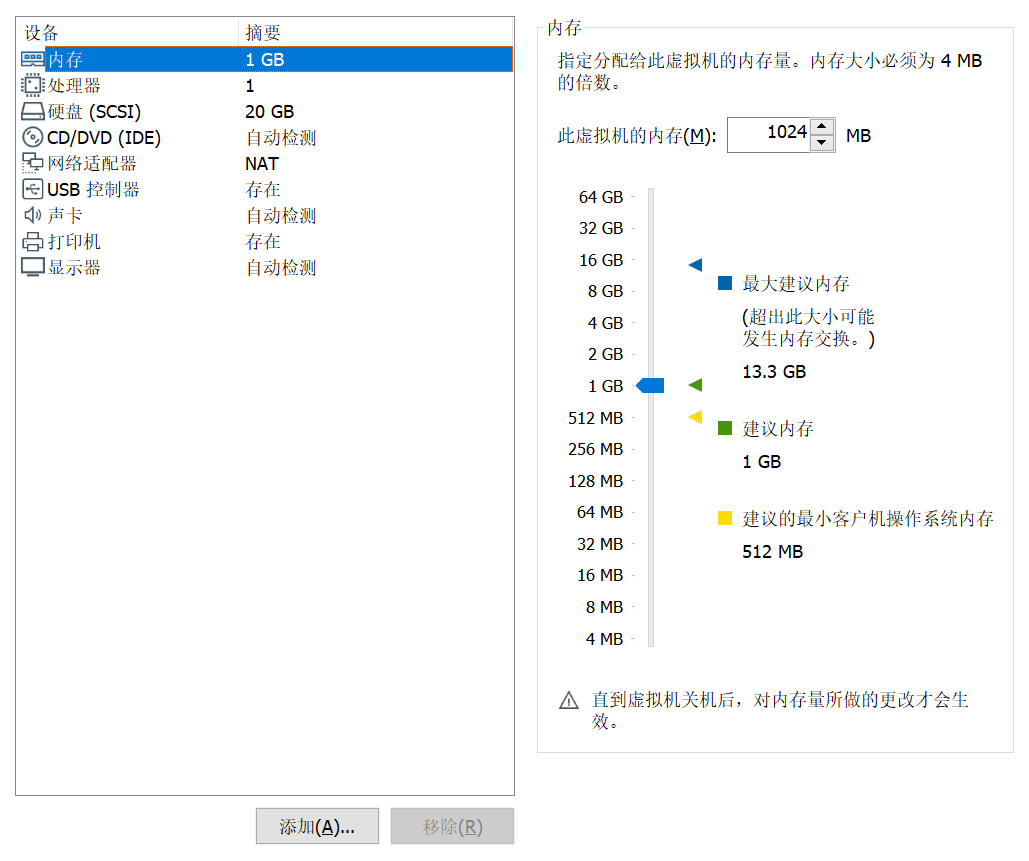 设备 摘要
内存 1 GB
处理器 1
硬盘 (SCSI) 20 GB
CD/DVD (IDE) 自动检测
网络适配器 NAT
USB 控制器 存在
声卡 自动检测
打印机 存在
显示器 自动检测
添加(A)... 移除(R)
内存
指定分配给此虚拟机的内存量。内存大小必须为 4 MB
的倍数。
此虚拟机的内存(M): 1024 MB
64 GB
32 GB
16 GB
8 GB
4 GB
2 GB
1 GB
512 MB
256 MB
128 MB
64 MB
32 MB
16 MB
8 MB
4 MB
最大建议内存
(超出此大小可能
发生内存交换。)
13.3 GB
建议内存
1 GB
建议的最小客户机操作系统内存
512 MB
直到虚拟机关机后，对内存量所做的更改才会生
效。